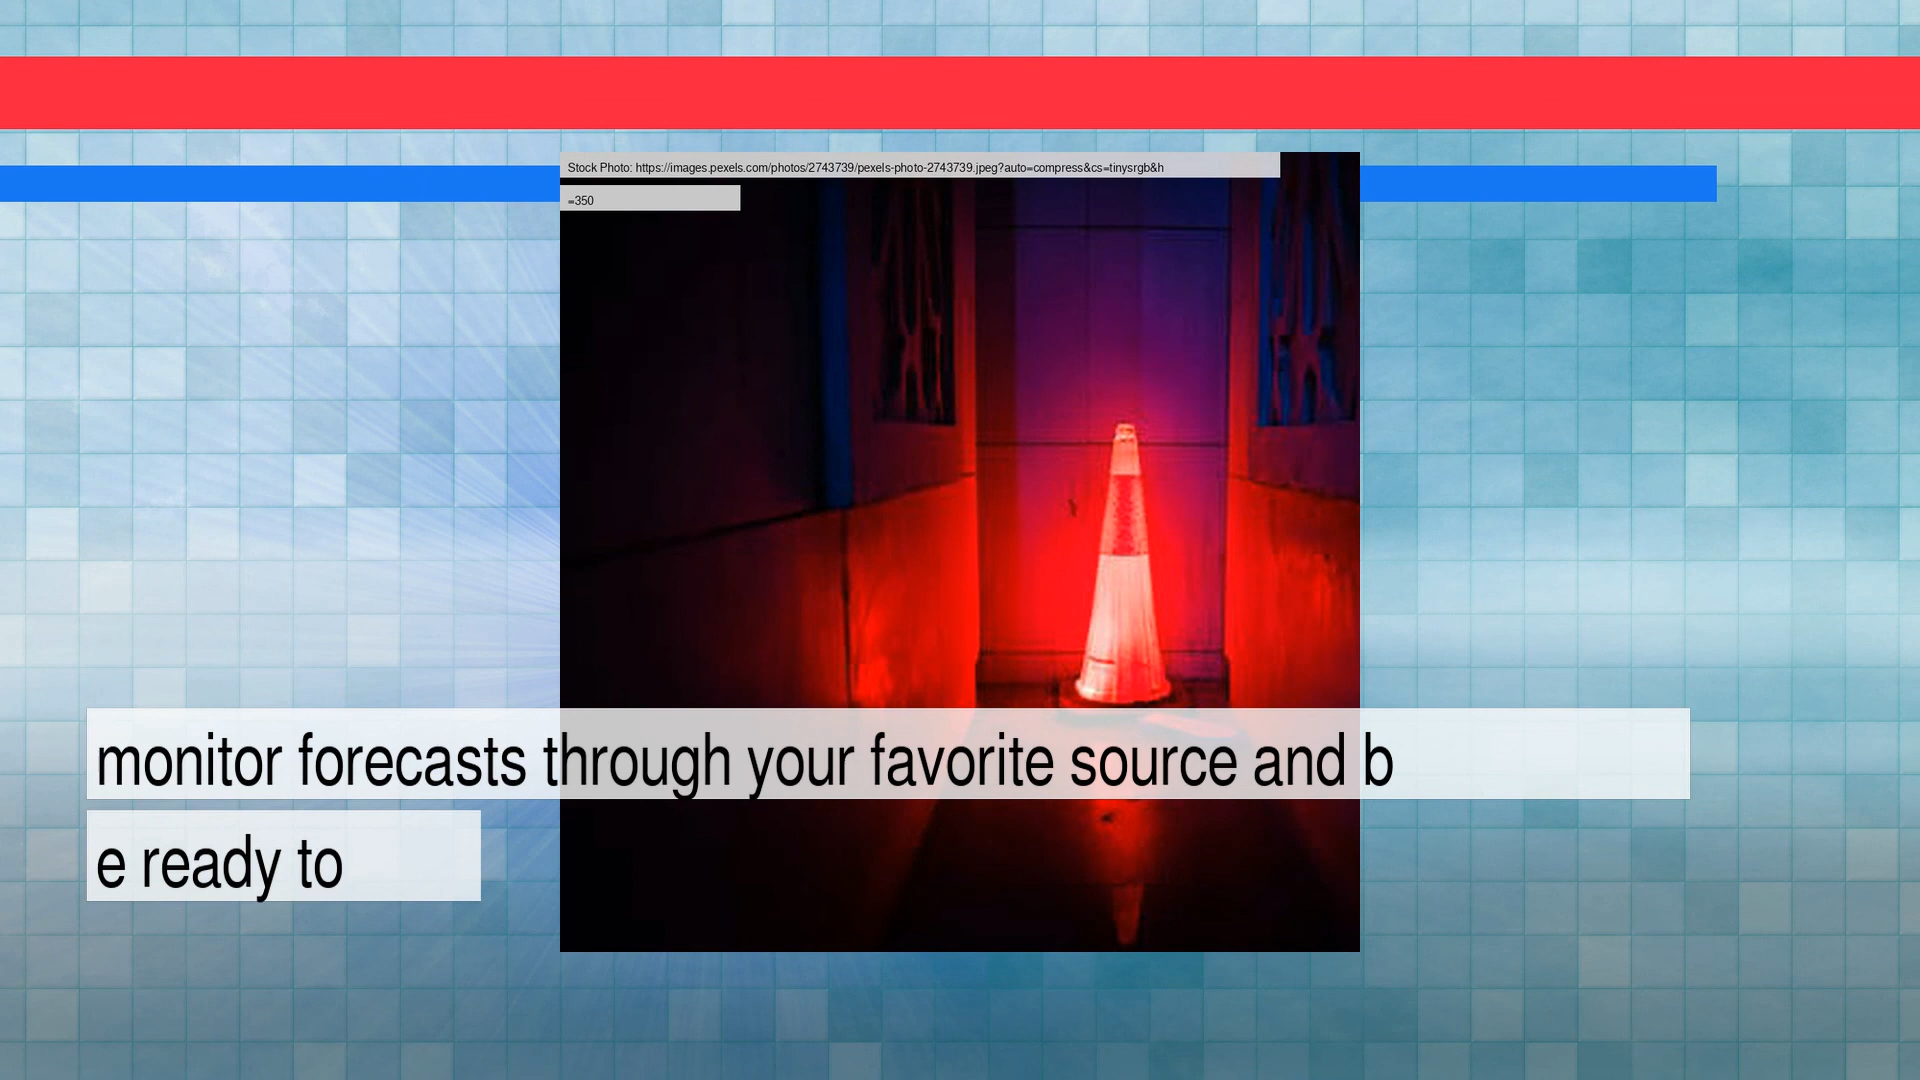 Stock Photo: https://images.pexels.com/photos/2743739/pexels-photo-2743739.jpeg?auto=compress&cs=tinysrgb&h
=350
monitor forecasts through your favorite source and b
e ready to